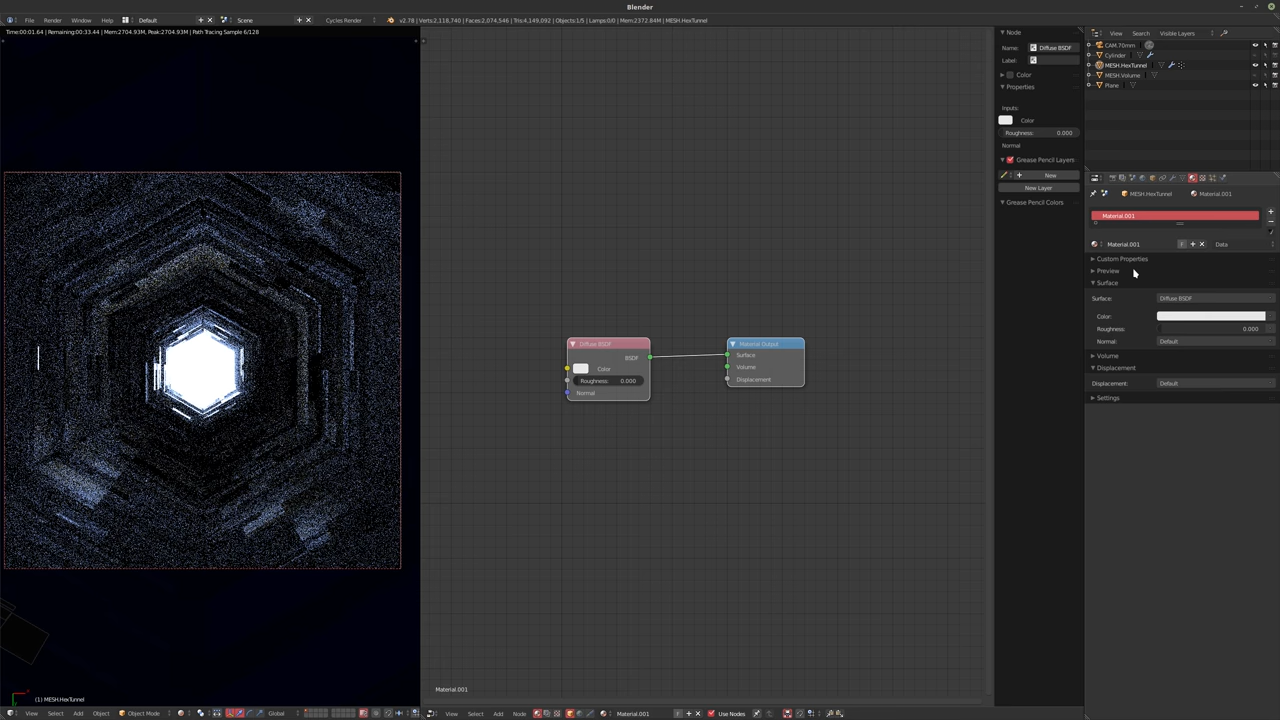 Blender
File Render Window Help Default Scene Cycles Render v2.78 | Verts:2,118,740 | Faces:2,074,546 | Tris:4,149,092 | Objects:1/5 | Lamps:0/0 | Mem:2372.84M | MESH.HexTunnel
Time:00:01.64 | Remaining:00:33.44 | Mem:2704.93M, Peak:2704.93M | Path Tracing Sample 6/128
Node
Name: Diffuse BSDF
Label:
Color
Properties
Inputs:
Color
Roughness: 0.000
Normal
Grease Pencil Layers
New
New Layer
Grease Pencil Colors
View Search Visible Layers
CAM.70mm
Cylinder
MESH.HexTunnel
MESH.Volume
Plane
MESH.HexTunnel Material.001
Material.001
Material.001 F Data
Custom Properties
Preview
Surface
Surface: Diffuse BSDF
Color:
Roughness: 0.000
Normal: Default
Volume
Displacement
Displacement: Default
Settings
Diffuse BSDF
BSDF
Color
Roughness: 0.000
Normal
Material Output
Surface
Volume
Displacement
Material.001
(1) MESH.HexTunnel
View Select Add Object Object Mode Global
View Select Add Node Material.001 F Use Nodes